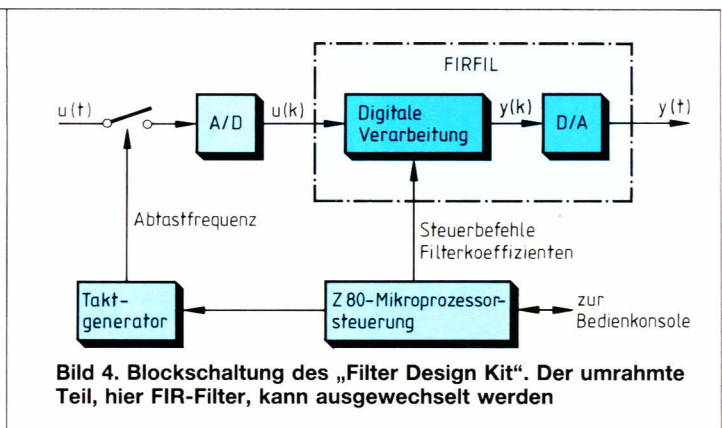 FIRFIL
u(t)
A/D
u(k)
Digitale
Verarbeitung
y(k)
D/A
y(t)
Abtastfrequenz
Steuerbefehle
Filterkoeffizienten
Takt-
generator
Z80-Mikroprozessor-
steuerung
zur
Bedienkonsole
Bild 4. Blockschaltung des „Filter Design Kit“. Der umrahmte
Teil, hier FIR-Filter, kann ausgewechselt werden